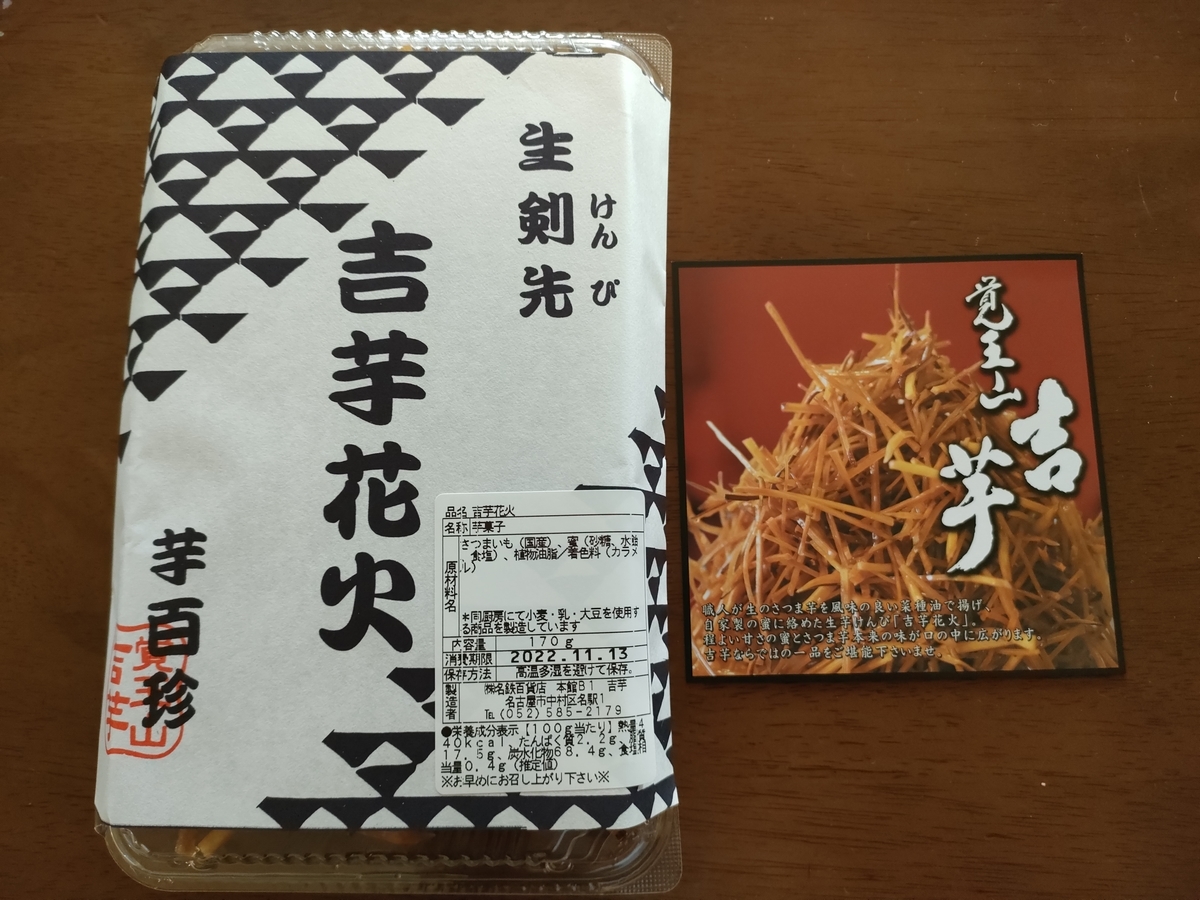 生剣先
けんぴ
吉芋花火
芋百珍
覚王山
吉芋
品名 吉芋花火
名称 芋菓子
原材料名
さつまいも（国産）、蜜（砂糖、水飴
食塩）、植物油脂／着色料（カラメ
ル）
*同厨房にて小麦・乳・大豆を使用す
る商品を製造しています
内容量 170g
消費期限 2022.11.13
保存方法 高温多湿を避けて保存。
製造者
㈱名鉄百貨店 本館B1 吉芋
名古屋市中村区名駅1
℡(052)585-2179
●栄養成分表示【100g当たり】熱量4
40kcal、たんぱく質2.2g、脂質
17.5g、炭水化物68.4g、食塩相
当量0.4g（推定値）
※お早めにお召し上がり下さい※
覚王山
吉芋
職人が生のさつま芋を風味の良い菜種油で揚げ、
自家製の蜜に絡めた生芋けんぴ「吉芋花火」。
程よい甘さの蜜とさつま芋本来の味が口の中に広がります。
吉芋ならではの一品をご堪能下さいませ。